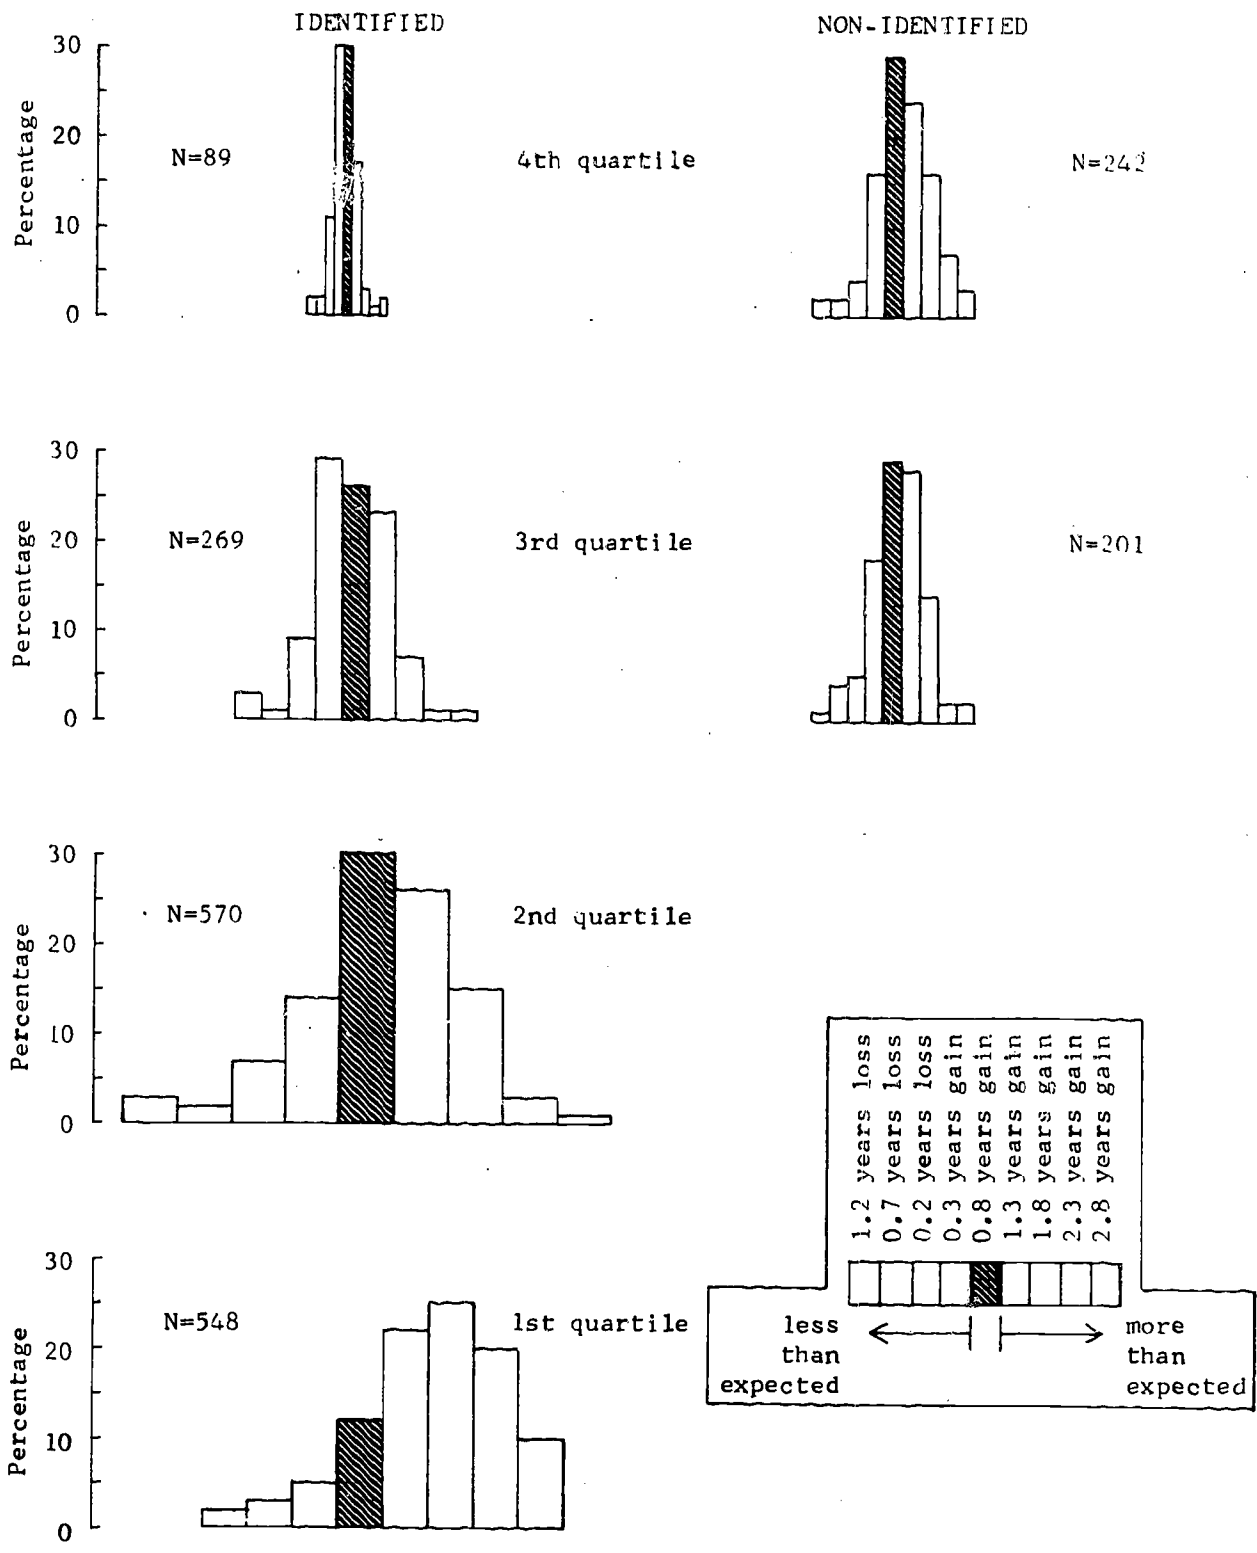 IDENTIFIED
NON-IDENTIFIED
Percentage
30
20
10
0
N=89
4th quartile
N=242
Percentage
30
20
10
0
N=269
3rd quartile
N=201
Percentage
30
20
10
0
N=570
2nd quartile
Percentage
30
20
10
0
N=548
1st quartile
1.2 years loss
0.7 years loss
0.2 years loss
0.3 years gain
0.8 years gain
1.3 years gain
1.8 years gain
2.3 years gain
2.8 years gain
less
than
expected
more
than
expected